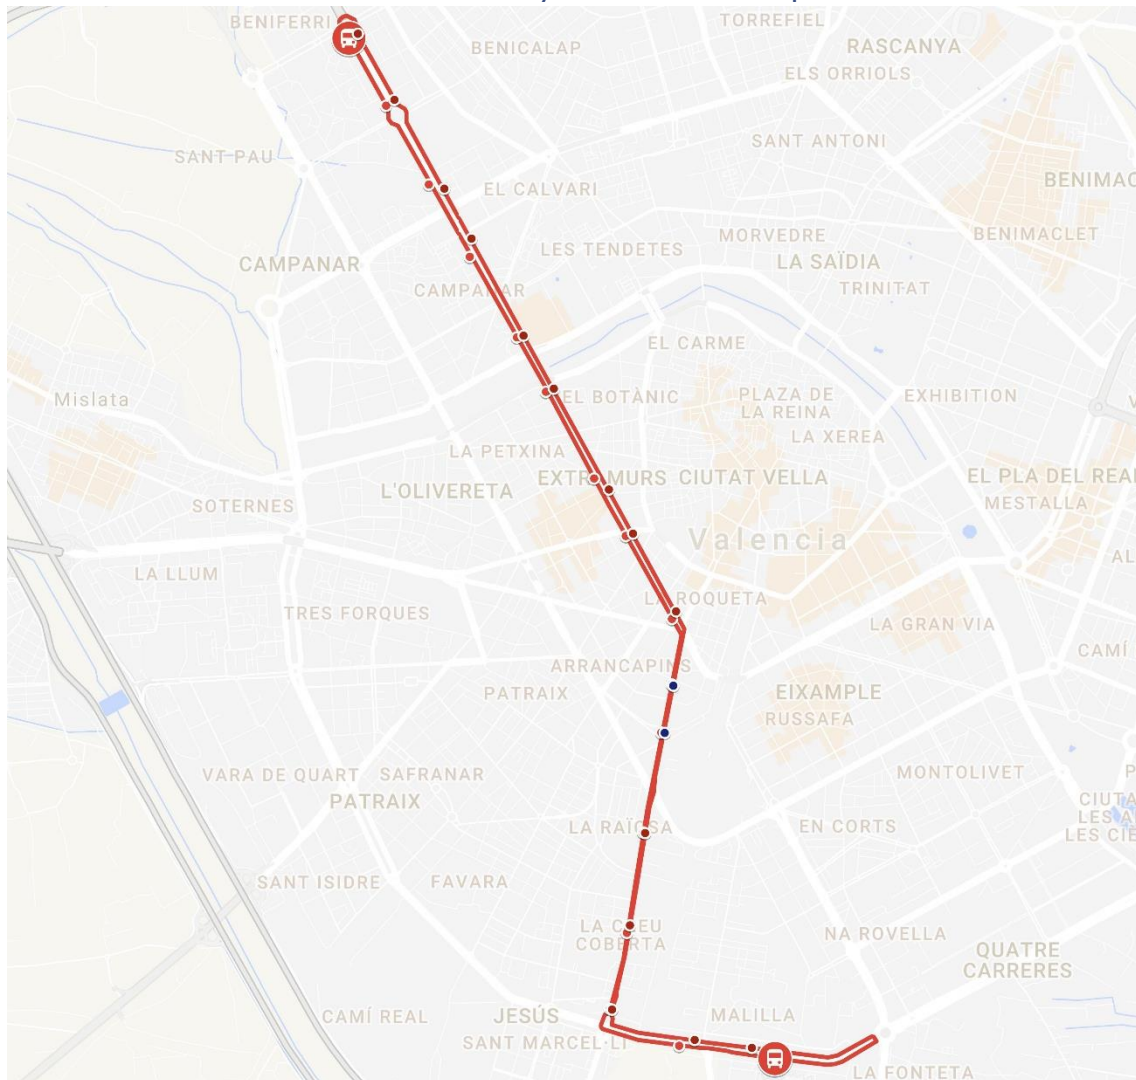 BENIFERRI
TORREFIEL
BENICALAP
RASCANYA
ELS ORRIOLS
SANT ANTONI
SANT PAU
BENIMAC
EL CALVARI
MORVEDRE
BENIMACLET
LES TENDETES
CAMPANAR
LA SAÏDIA
CAMPANAR
TRINITAT
EL CARME
Mislata
EL BOTÀNIC
PLAZA DE
LA REINA
EXHIBITION
LA XEREA
LA PETXINA
L'OLIVERETA
EXTRAMURS
CIUTAT VELLA
EL PLA DEL REAL
SOTERNES
MESTALLA
Valencia
AL
LA LLUM
LA ROQUETA
TRES FORQUES
LA GRAN VIA
CAMÍ
ARRANCAPINS
PATRAIX
EIXAMPLE
RUSSAFA
VARA DE QUART
SAFRANAR
MONTOLIVET
P
PATRAIX
CIUTA
LES A
LES CIE
LA RAÏOSA
EN CORTS
SANT ISIDRE
FAVARA
LA CREU
COBERTA
NA ROVELLA
QUATRE
CARRERES
CAMÍ REAL
JESÚS
MALILLA
SANT MARCEL·LÍ
LA FONTETA